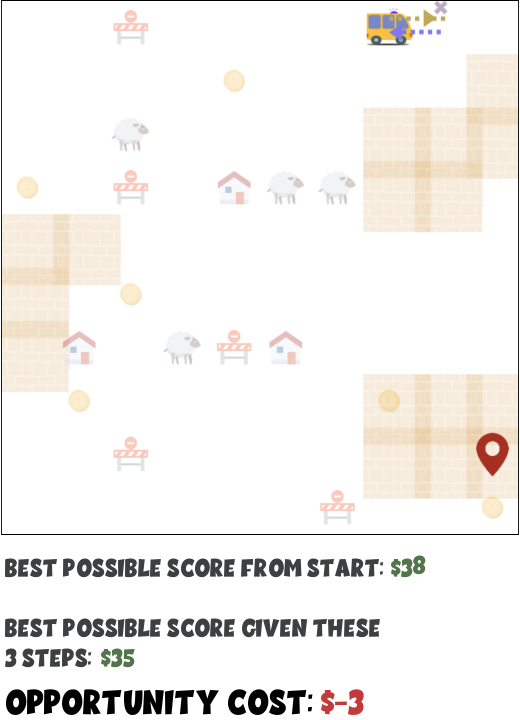 BEST POSSIBLE SCORE FROM START: $38
BEST POSSIBLE SCORE GIVEN THESE
3 STEPS: $35
OPPORTUNITY COST: $-3